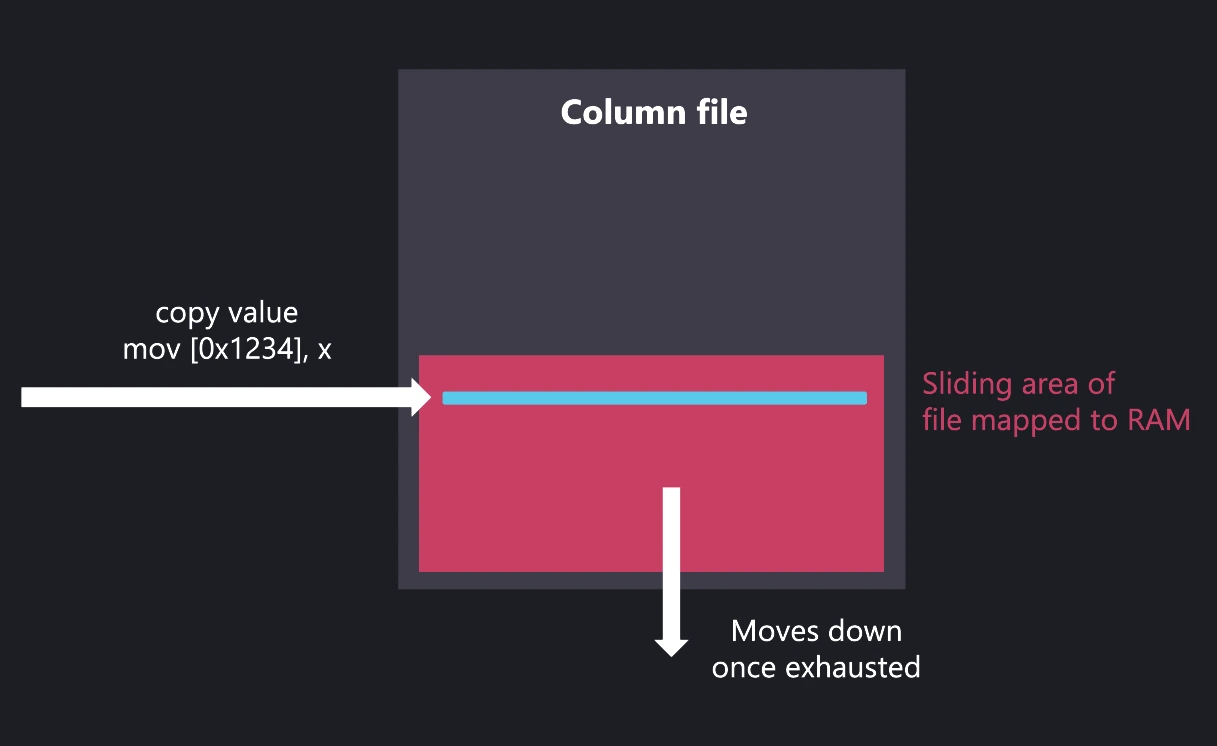 Column file
copy value
mov [0x1234], x
Sliding area of
file mapped to RAM
Moves down
once exhausted